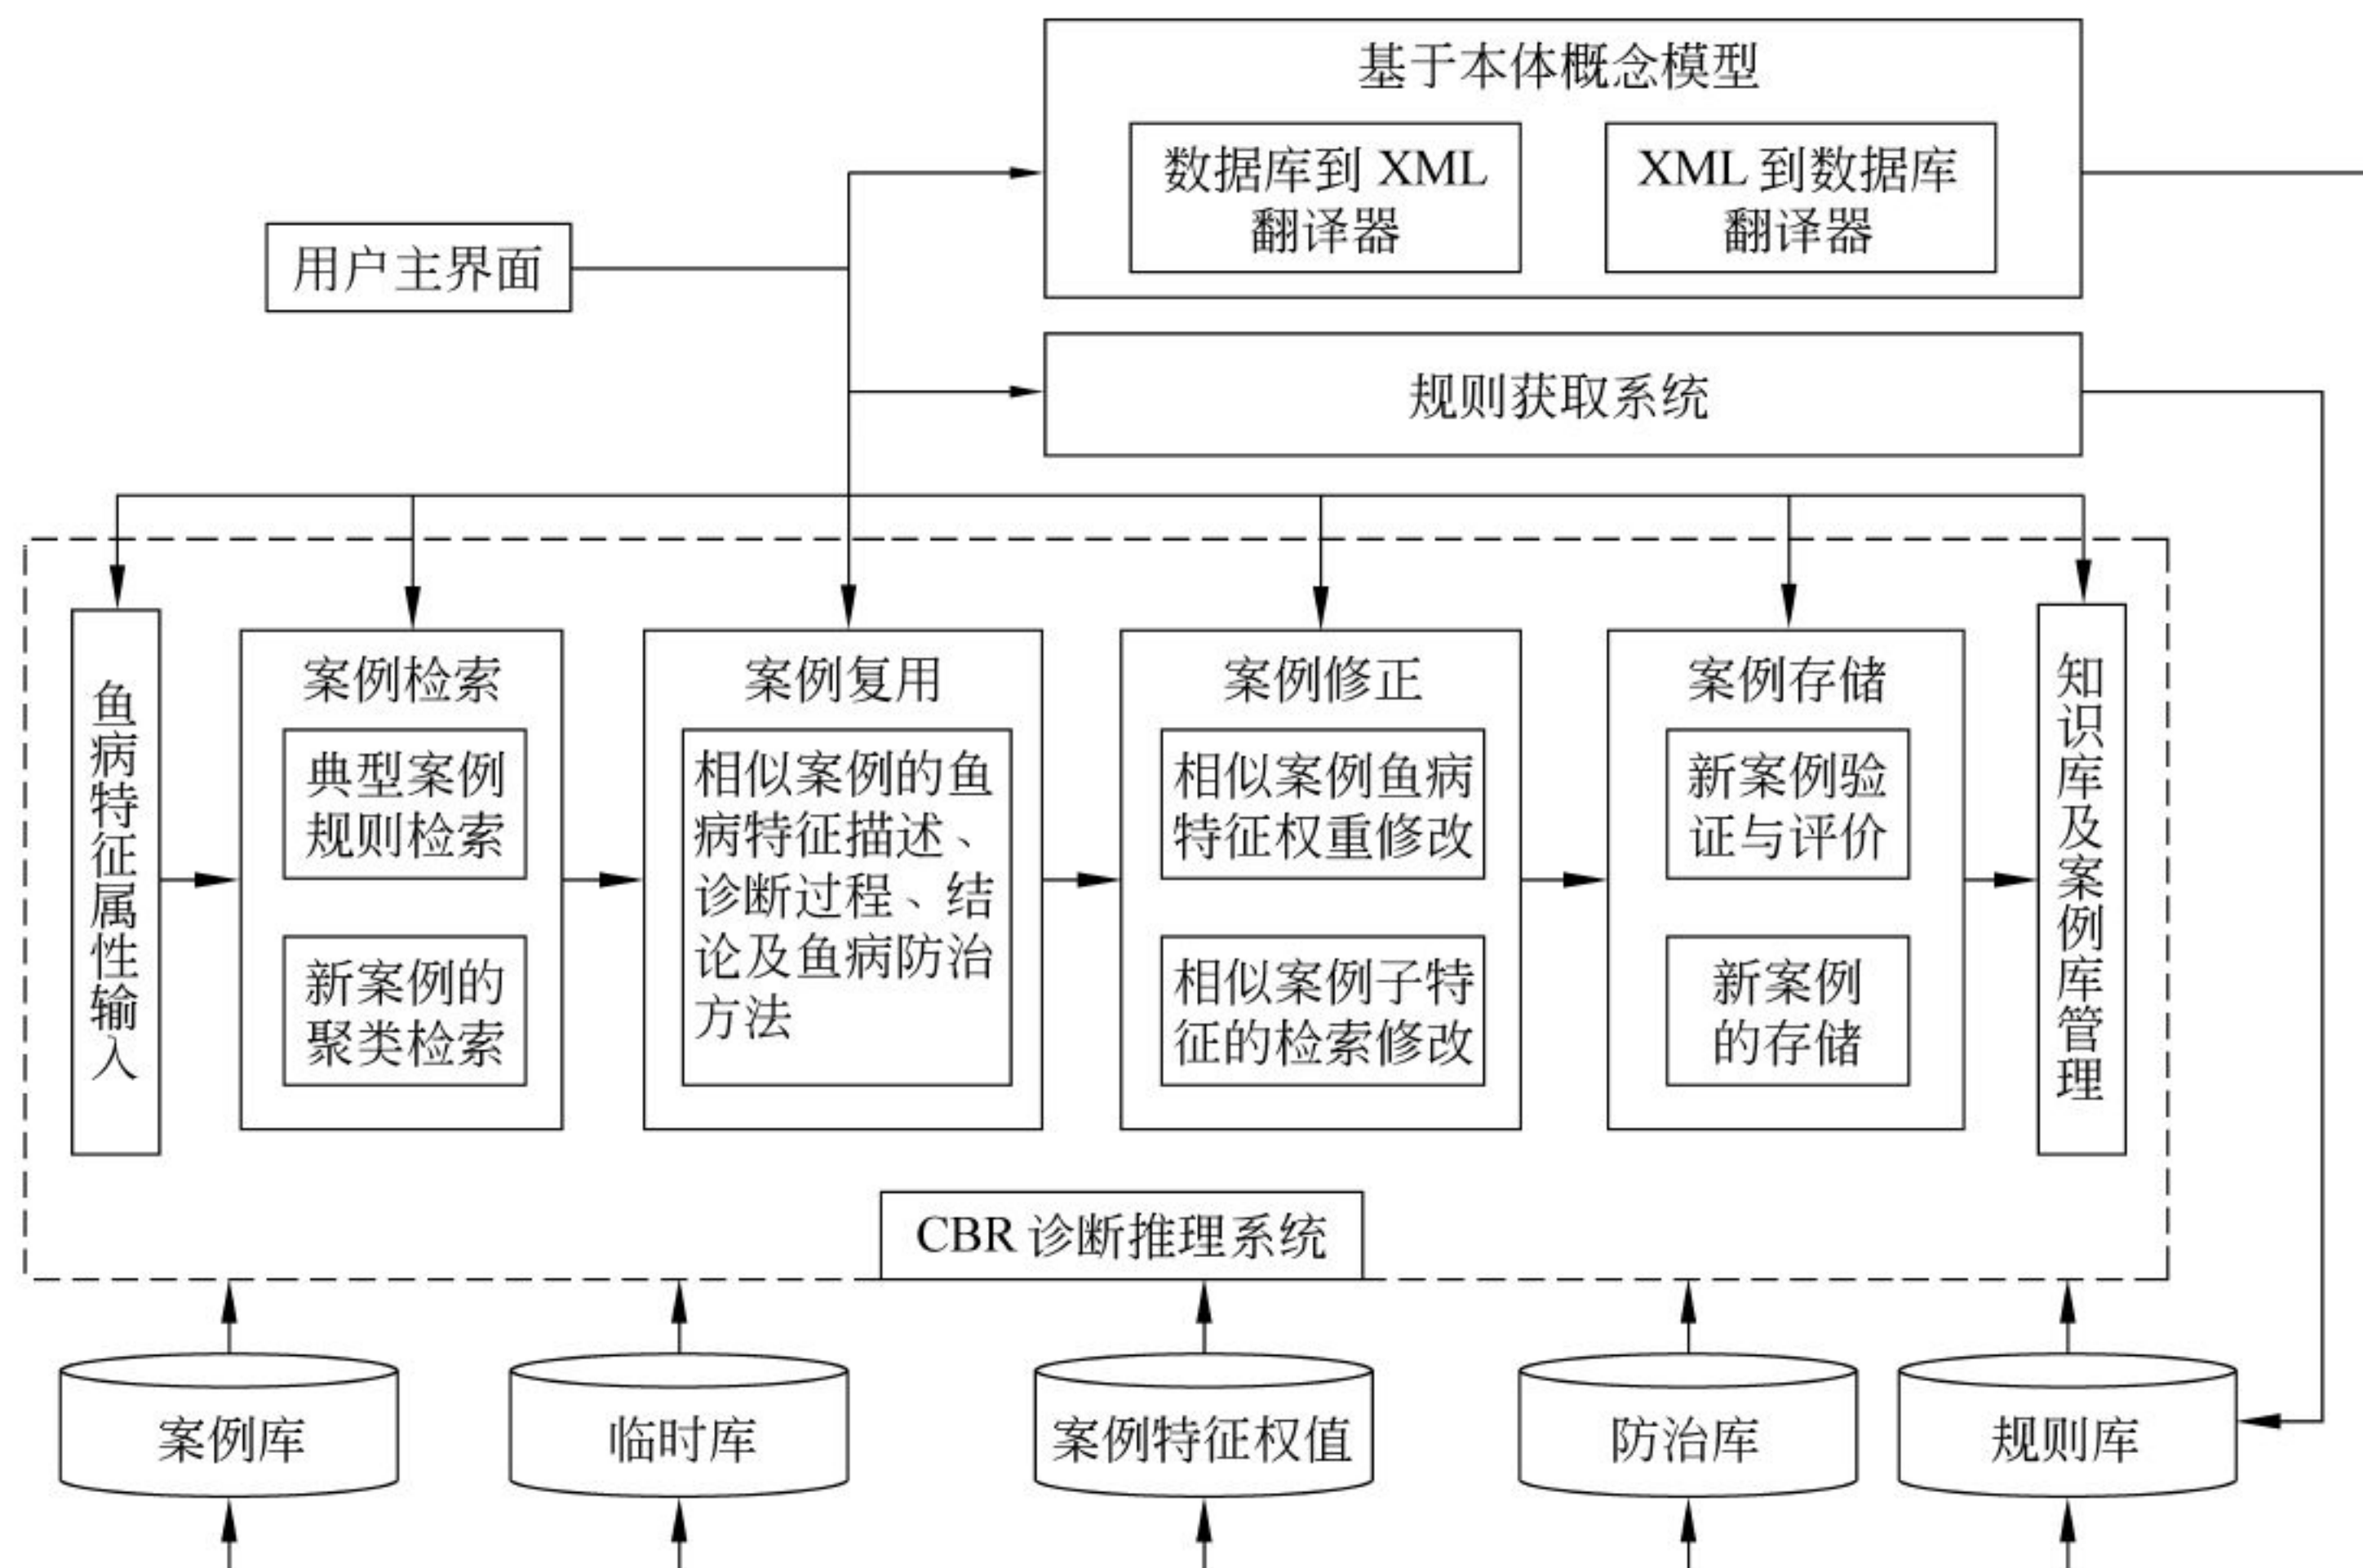 基于本体概念模型
数据库到 XML
翻译器
XML 到数据库
翻译器
用户主界面
规则获取系统
鱼病特征属性输入
案例检索
典型案例
规则检索
新案例的
聚类检索
案例复用
相似案例的鱼
病特征描述、
诊断过程、结
论及鱼病防治
方法
案例修正
相似案例鱼病
特征权重修改
相似案例子特
征的检索修改
案例存储
新案例验
证与评价
新案例
的存储
知识库及案例库管理
CBR 诊断推理系统
案例库
临时库
案例特征权值
防治库
规则库